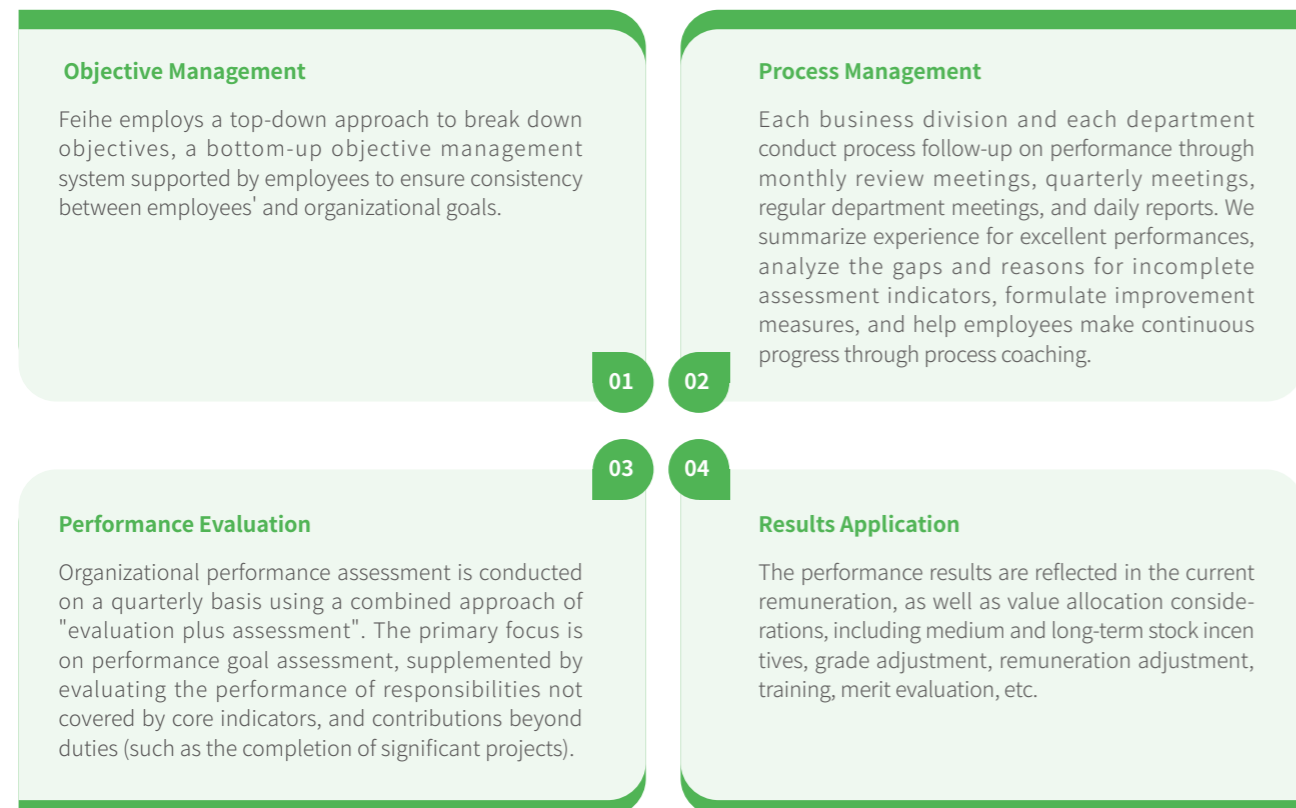 Objective Management
Feihe employs a top-down approach to break down
objectives, a bottom-up objective management
system supported by employees to ensure consistency
between employees' and organizational goals.
01
Process Management
Each business division and each department
conduct process follow-up on performance through
monthly review meetings, quarterly meetings,
regular department meetings, and daily reports. We
summarize experience for excellent performances,
analyze the gaps and reasons for incomplete
assessment indicators, formulate improvement
measures, and help employees make continuous
progress through process coaching.
02
03
Performance Evaluation
Organizational performance assessment is conducted
on a quarterly basis using a combined approach of
"evaluation plus assessment". The primary focus is
on performance goal assessment, supplemented by
evaluating the performance of responsibilities not
covered by core indicators, and contributions beyond
duties (such as the completion of significant projects).
04
Results Application
The performance results are reflected in the current
remuneration, as well as value allocation conside-
rations, including medium and long-term stock incen
tives, grade adjustment, remuneration adjustment,
training, merit evaluation, etc.